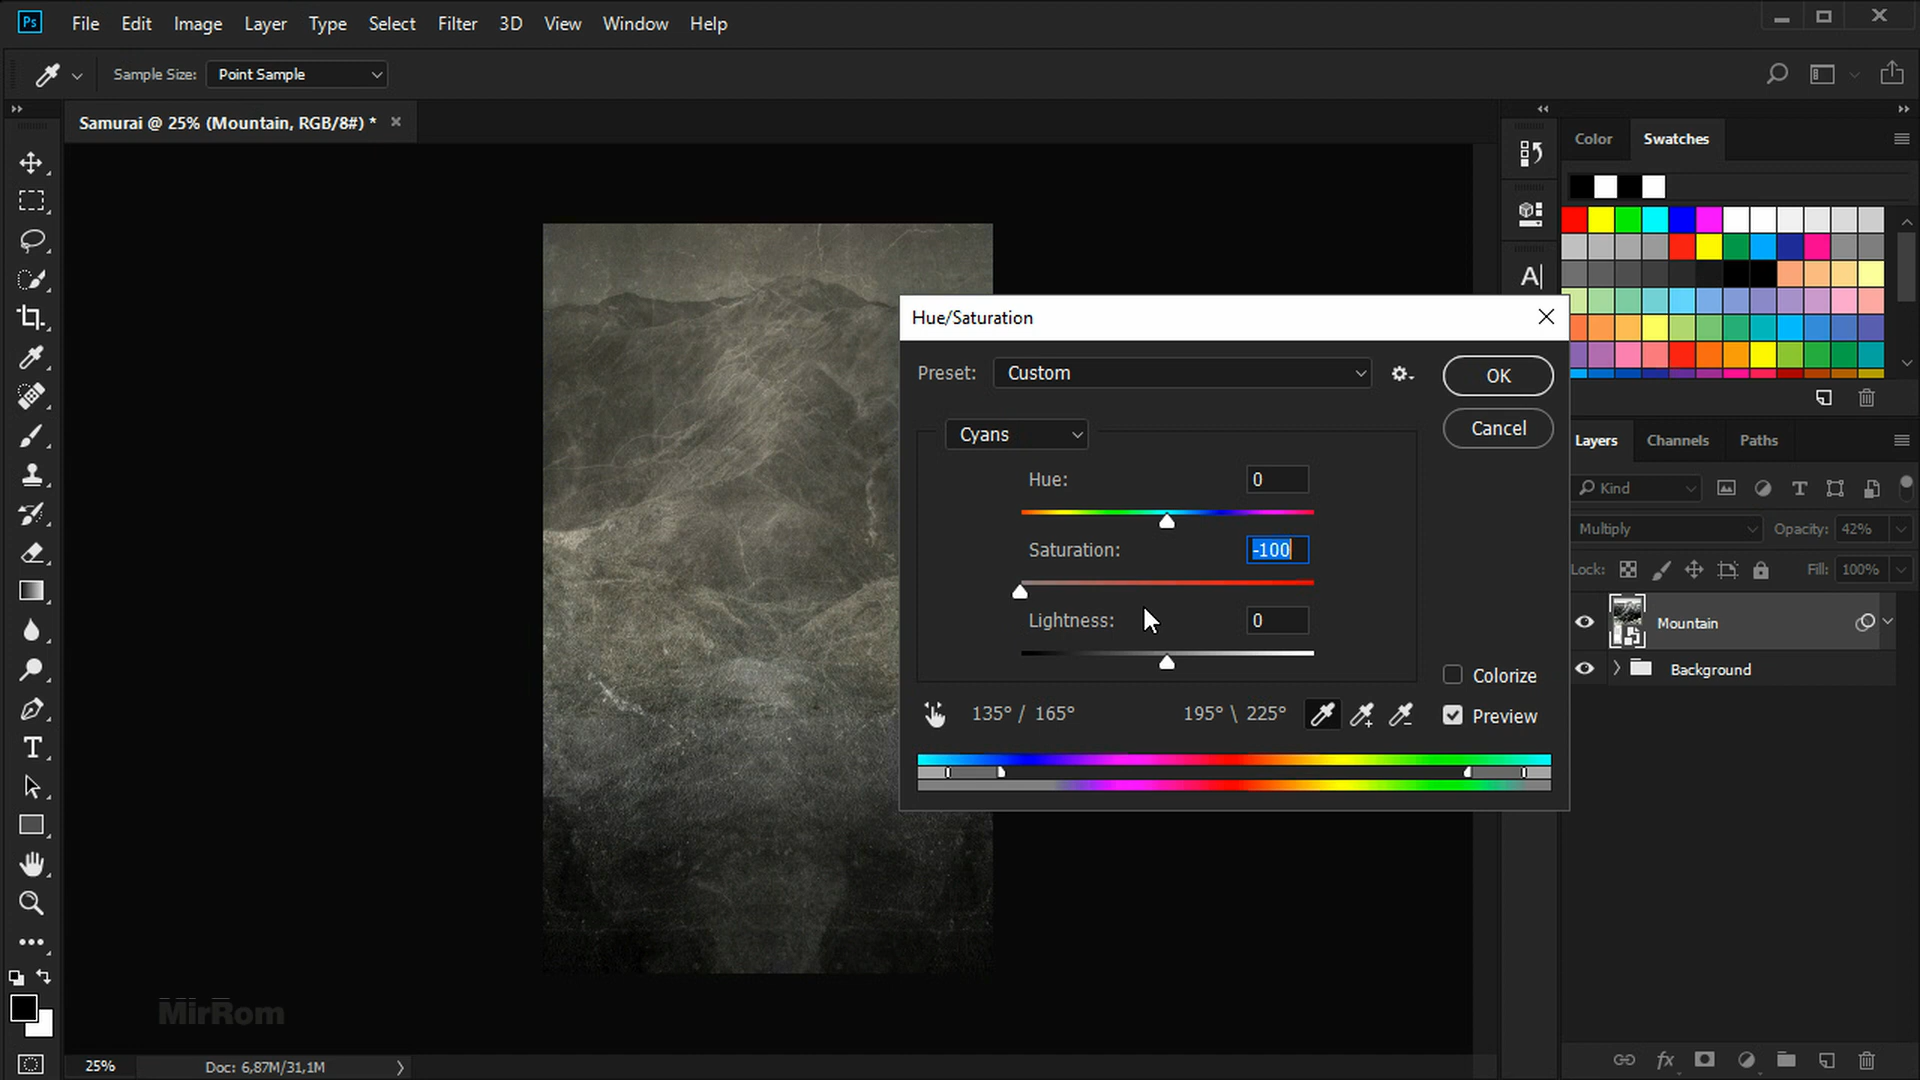 Ps File Edit Image Layer Type Select Filter 3D View Window Help
Sample Size: Point Sample
Samurai @ 25% (Mountain, RGB/8#) *
Color Swatches
A
Hue/Saturation
Preset: Custom
OK
Cancel
Cyans
Hue: 0
Saturation: -100
Lightness: 0
Colorize
Preview
135° / 165° 195° \ 225°
Layers Channels Paths
Kind
Multiply Opacity: 42%
Lock: Fill: 100%
Mountain
Background
T
MirRom
25% Doc: 6,87M/31,1M
fx